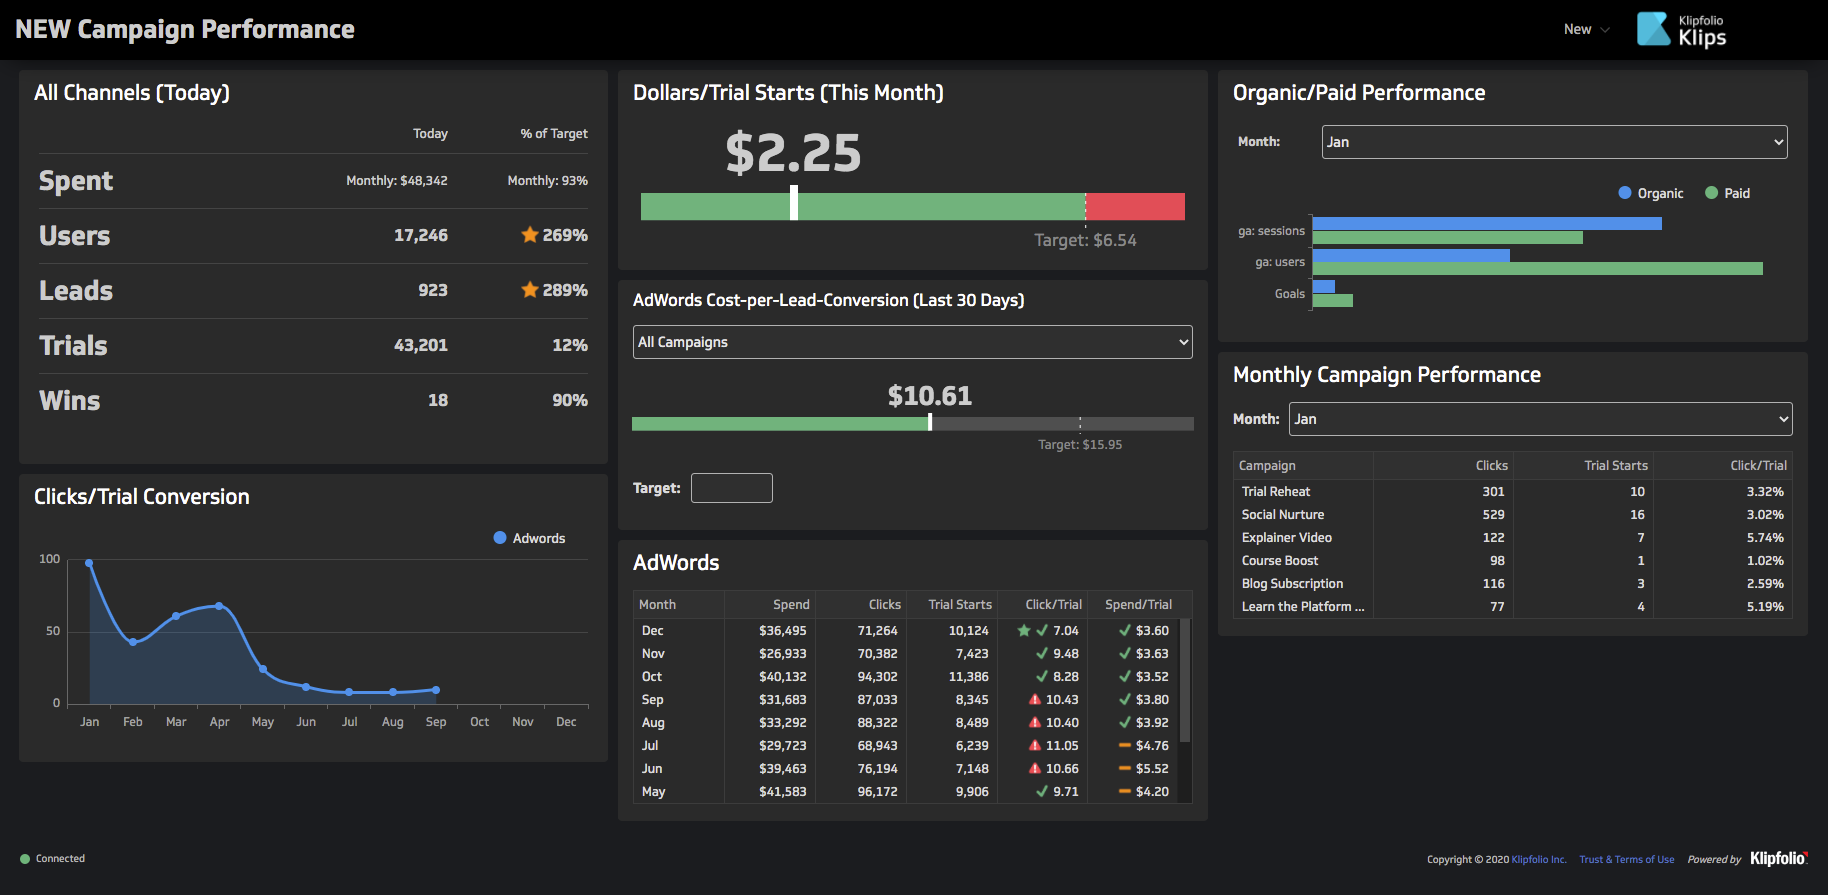 NEW Campaign Performance
New
Klipfolio
Klips
All Channels (Today)
Today % of Target
Spent Monthly: $48,342 Monthly: 93%
Users 17,246 269%
Leads 923 289%
Trials 43,201 12%
Wins 18 90%
Clicks/Trial Conversion
Adwords
100
50
0
Jan Feb Mar Apr May Jun Jul Aug Sep Oct Nov Dec
Dollars/Trial Starts (This Month)
$2.25
Target: $6.54
AdWords Cost-per-Lead-Conversion (Last 30 Days)
All Campaigns
$10.61
Target: $15.95
Target:
AdWords
Month Spend Clicks Trial Starts Click/Trial Spend/Trial
Dec $36,495 71,264 10,124 7.04 $3.60
Nov $26,933 70,382 7,423 9.48 $3.63
Oct $40,132 94,302 11,386 8.28 $3.52
Sep $31,683 87,033 8,345 10.43 $3.80
Aug $33,292 88,322 8,489 10.40 $3.92
Jul $29,723 68,943 6,239 11.05 $4.76
Jun $39,463 76,194 7,148 10.66 $5.52
May $41,583 96,172 9,906 9.71 $4.20
Organic/Paid Performance
Month: Jan
Organic Paid
ga: sessions
ga: users
Goals
Monthly Campaign Performance
Month: Jan
Campaign Clicks Trial Starts Click/Trial
Trial Reheat 301 10 3.32%
Social Nurture 529 16 3.02%
Explainer Video 122 7 5.74%
Course Boost 98 1 1.02%
Blog Subscription 116 3 2.59%
Learn the Platform ... 77 4 5.19%
Connected
Copyright © 2020 Klipfolio Inc. Trust & Terms of Use Powered by Klipfolio